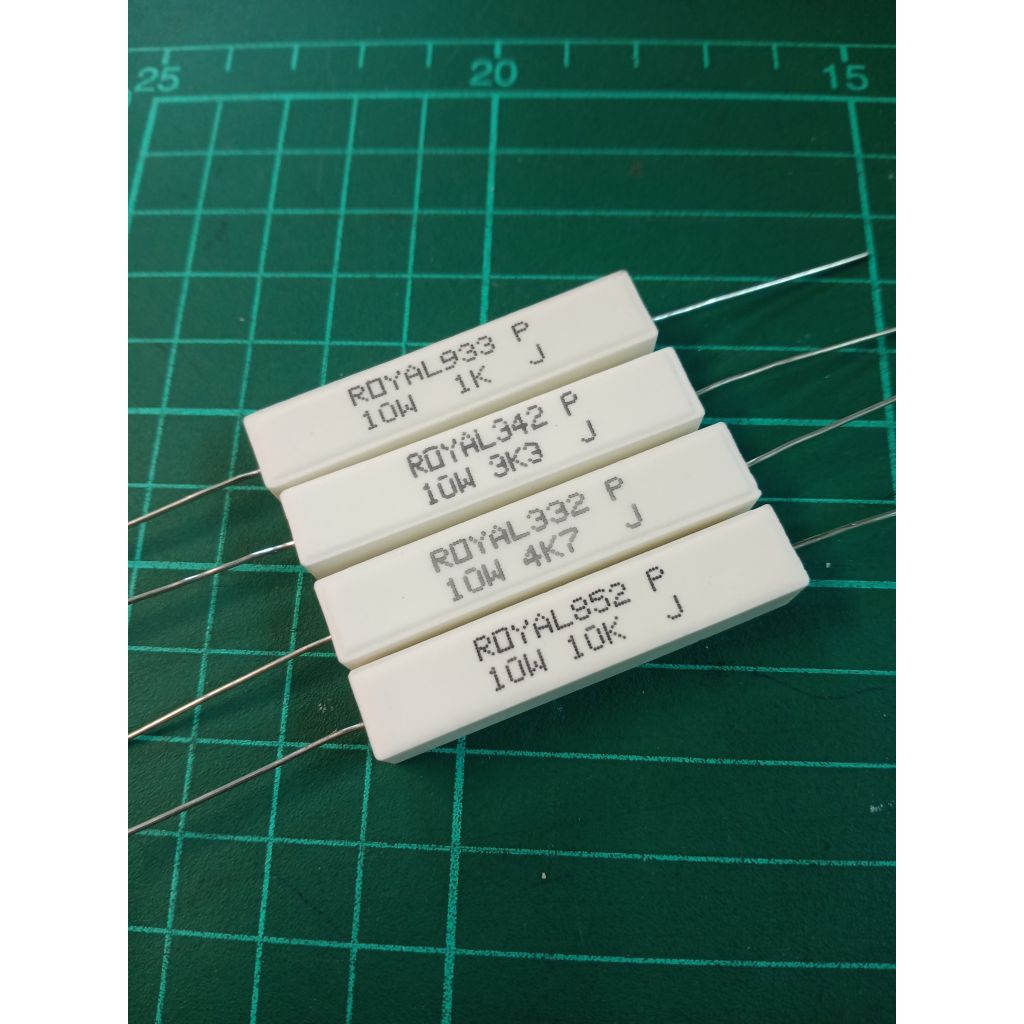 25 20 15
ROYAL933 P
10W 1K J
ROYAL342 P
10W 3K3 J
ROYAL332 P
10W 4K7 J
ROYAL852 P
10W 10K J